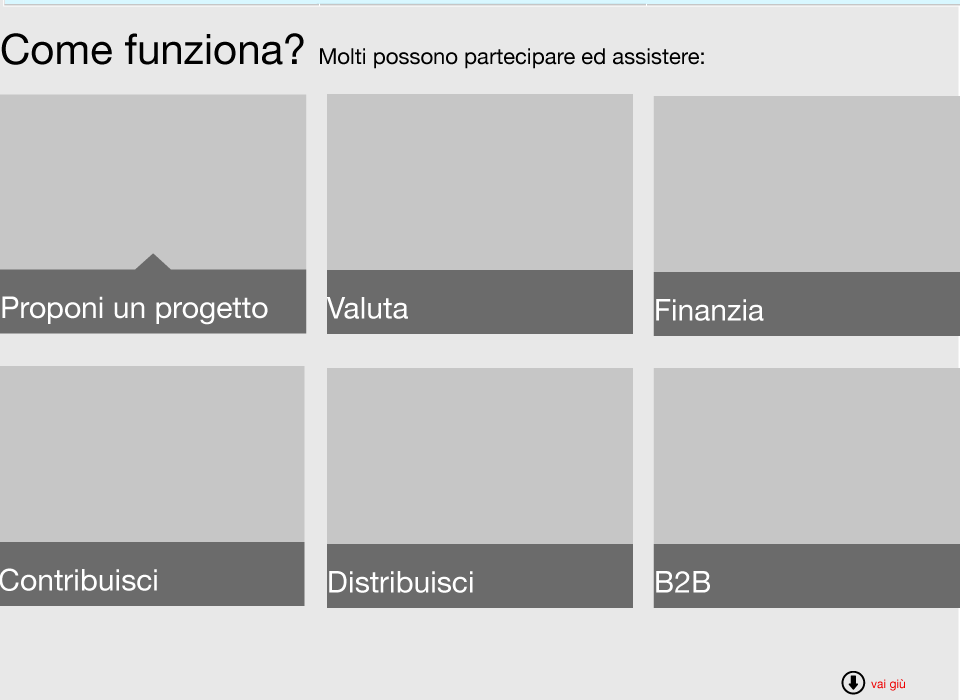 Come funziona? Molti possono partecipare ed assistere:
Proponi un progetto
Valuta
Finanzia
Contribuisci
Distribuisci
B2B
vai giù